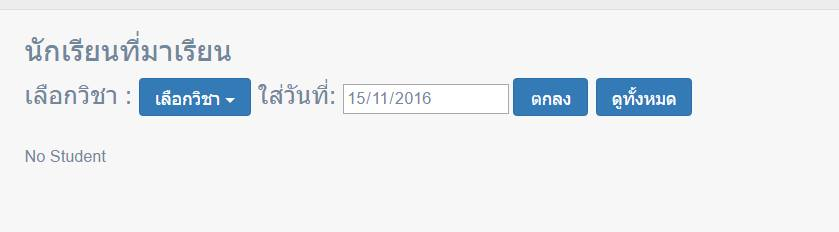 นักเรียนที่มาเรียน
เลือกวิชา : เลือกวิชา ใส่วันที่: 15/11/2016 ตกลง ดูทั้งหมด
No Student